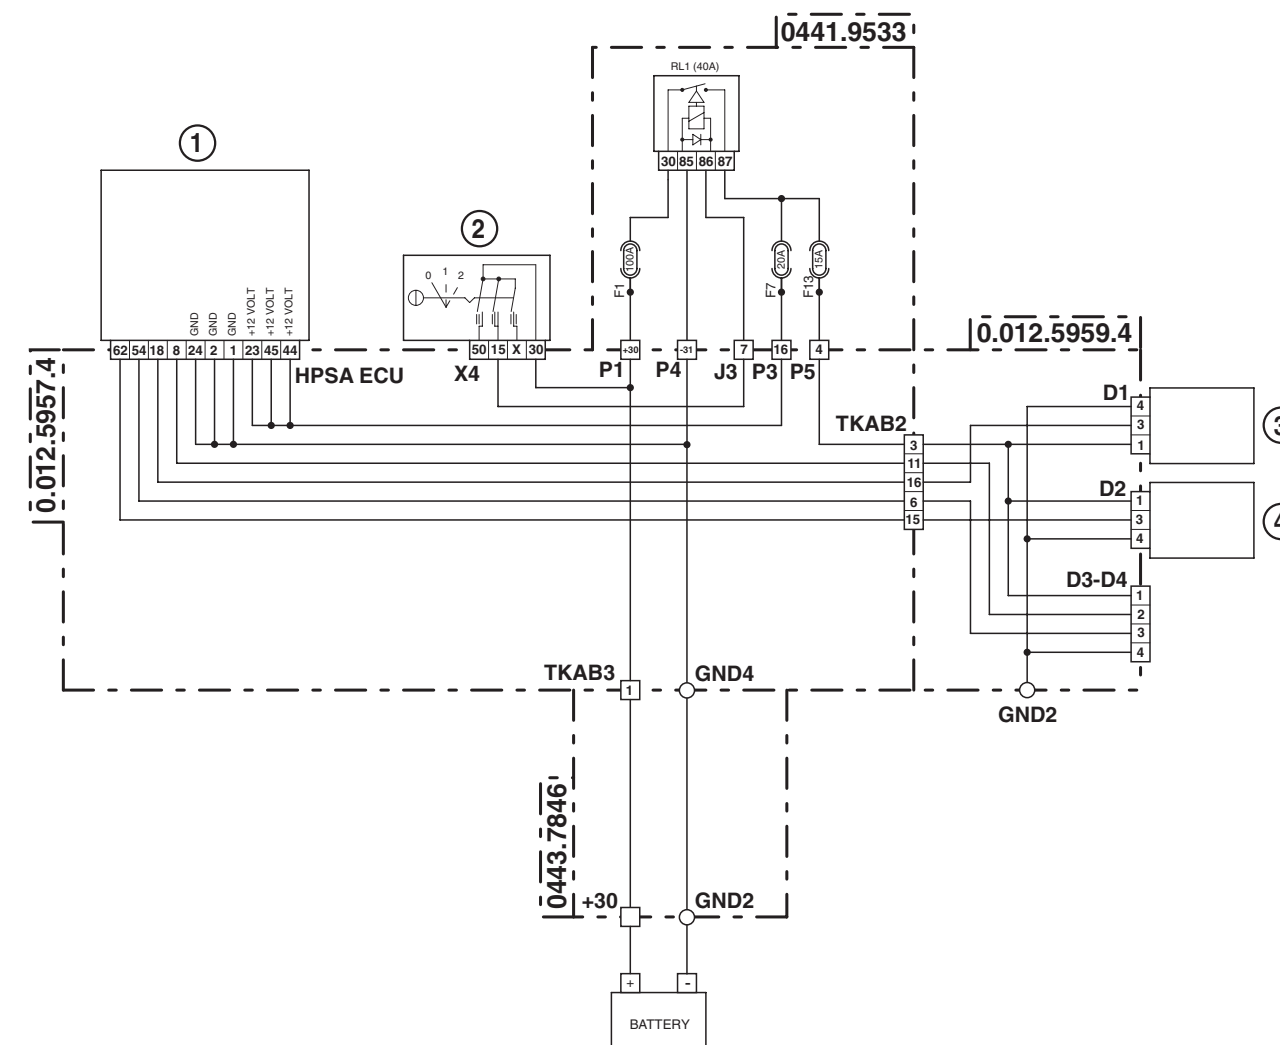 0441.9533
RL1 (40A)
30 85 86 87
1
2
0 1 2
100A
20A
15A
F1
F7
F13
GND
GND
GND
+12 VOLT
+12 VOLT
+12 VOLT
62 54 18 8 24 2 1 23 45 44
HPSA ECU
50 15 X 30
X4
+30
-31
7
16
4
P1
P4
J3
P3
P5
0.012.5959.4
0.012.5957.4
TKAB2
3
11
16
6
15
D1
4
3
1
3
D2
1
3
4
4
D3-D4
1
2
3
4
TKAB3
1
GND4
GND2
0443.7846
+30
GND2
+
-
BATTERY